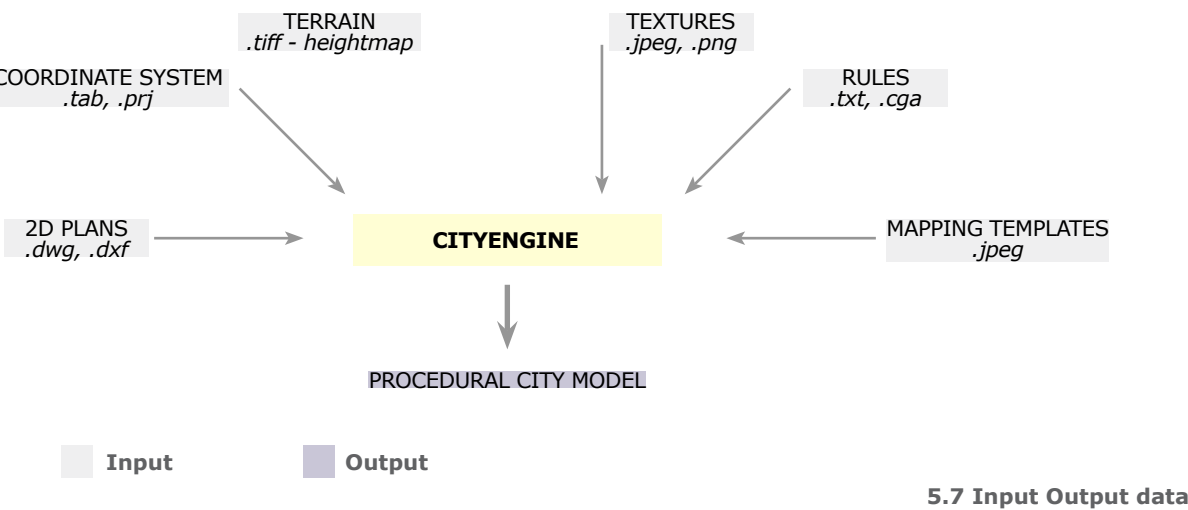 TERRAIN
.tiff - heightmap
TEXTURES
.jpeg, .png
COORDINATE SYSTEM
.tab, .prj
RULES
.txt, .cga
2D PLANS
.dwg, .dxf
CITYENGINE
MAPPING TEMPLATES
.jpeg
PROCEDURAL CITY MODEL
Input
Output
5.7 Input Output data